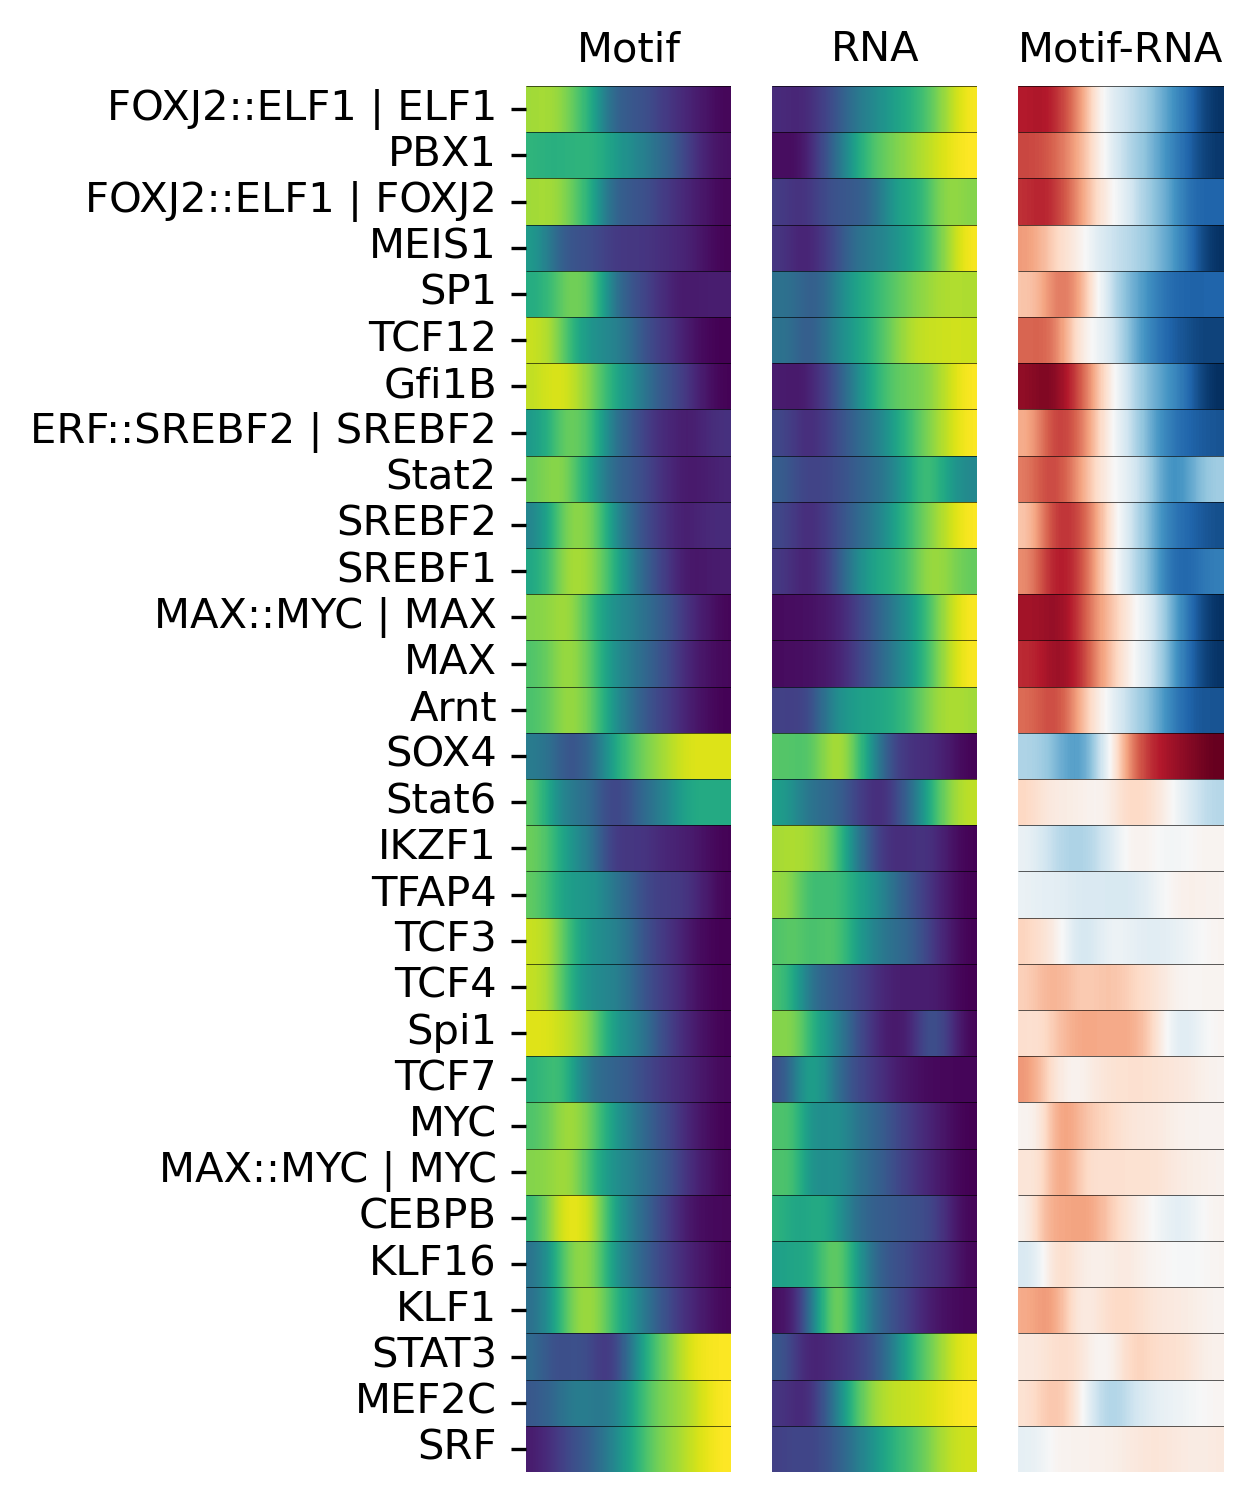 Motif RNA Motif-RNA
FOXJ2::ELF1 | ELF1
PBX1
FOXJ2::ELF1 | FOXJ2
MEIS1
SP1
TCF12
Gfi1B
ERF::SREBF2 | SREBF2
Stat2
SREBF2
SREBF1
MAX::MYC | MAX
MAX
Arnt
SOX4
Stat6
IKZF1
TFAP4
TCF3
TCF4
Spi1
TCF7
MYC
MAX::MYC | MYC
CEBPB
KLF16
KLF1
STAT3
MEF2C
SRF